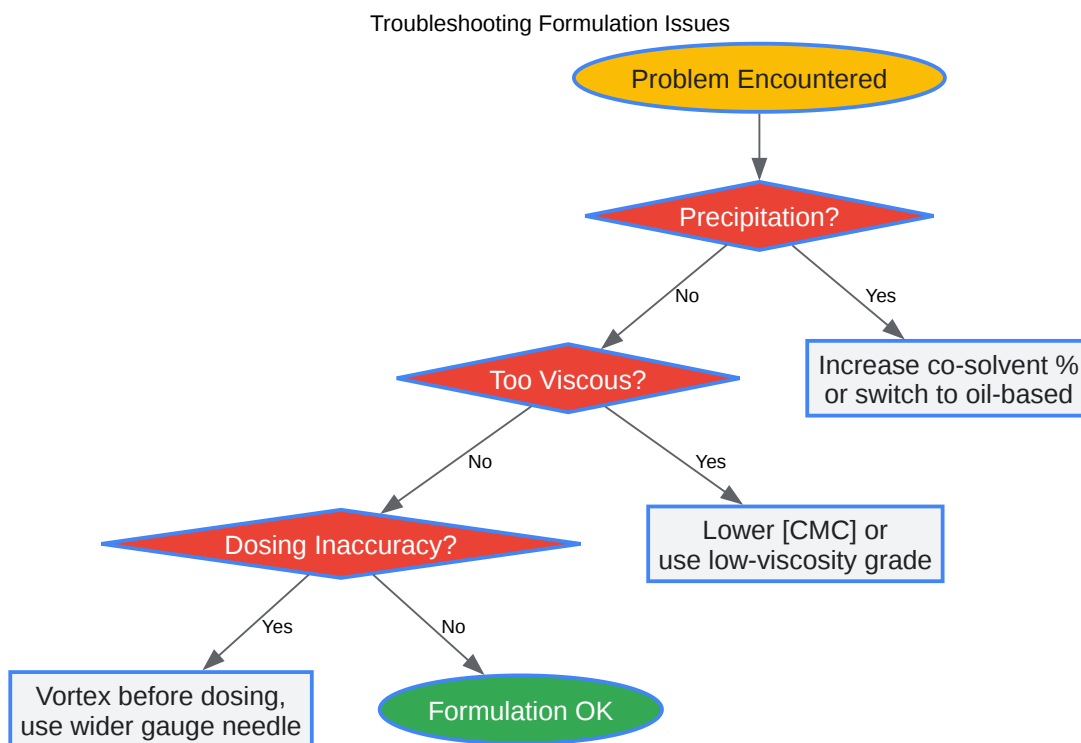 Troubleshooting Formulation Issues
Problem Encountered
Precipitation?
No
Yes
Too Viscous?
Increase co-solvent %
or switch to oil-based
No
Yes
Dosing Inaccuracy?
Lower [CMC] or
use low-viscosity grade
Yes
No
Vortex before dosing,
use wider gauge needle
Formulation OK